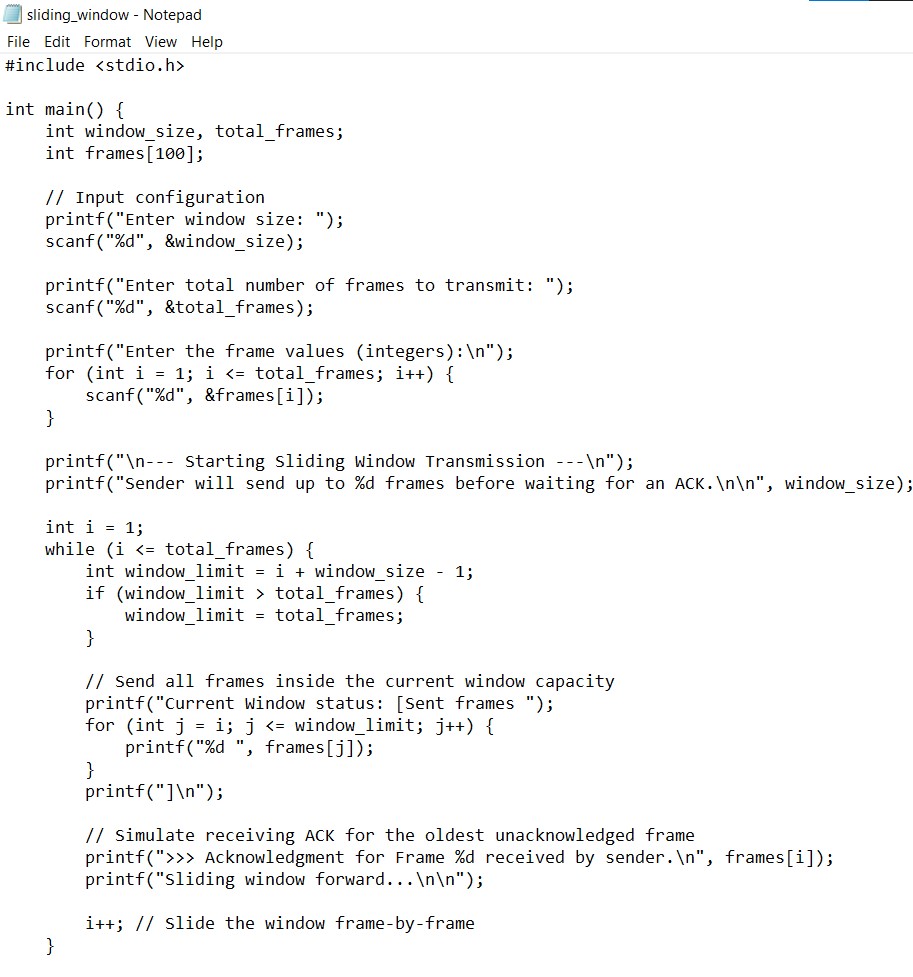 sliding_window - Notepad
File Edit Format View Help
#include <stdio.h>

int main() {
    int window_size, total_frames;
    int frames[100];

    // Input configuration
    printf("Enter window size: ");
    scanf("%d", &window_size);

    printf("Enter total number of frames to transmit: ");
    scanf("%d", &total_frames);

    printf("Enter the frame values (integers):\n");
    for (int i = 1; i <= total_frames; i++) {
        scanf("%d", &frames[i]);
    }

    printf("\n--- Starting Sliding Window Transmission ---\n");
    printf("Sender will send up to %d frames before waiting for an ACK.\n\n", window_size);

    int i = 1;
    while (i <= total_frames) {
        int window_limit = i + window_size - 1;
        if (window_limit > total_frames) {
            window_limit = total_frames;
        }

        // Send all frames inside the current window capacity
        printf("Current Window status: [Sent frames ");
        for (int j = i; j <= window_limit; j++) {
            printf("%d ", frames[j]);
        }
        printf("]\n");

        // Simulate receiving ACK for the oldest unacknowledged frame
        printf(">>> Acknowledgment for Frame %d received by sender.\n", frames[i]);
        printf("Sliding window forward...\n\n");

        i++; // Slide the window frame-by-frame
    }